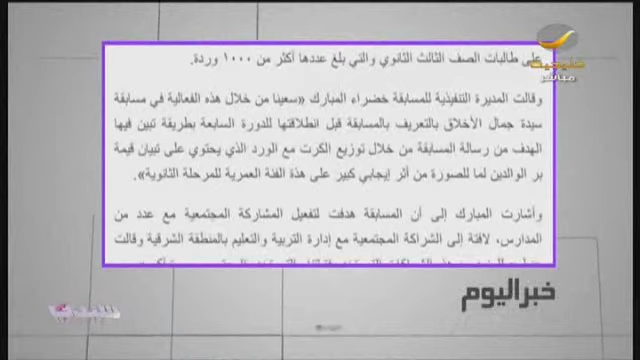 على طالبات الصف الثالث الثانوي والتي بلغ عددها أكثر من ١٠٠٠ وردة.
وقالت المديرة التنفيذية للمسابقة خضراء المبارك «سعينا من خلال هذه الفعالية في مسابقة
سيدة جمال الأخلاق بالتعريف بالمسابقة قبل انطلاقتها للدورة السابعة بطريقة تبين فيها
الهدف من رسالة المسابقة من خلال توزيع الكرت مع الورد الذي يحتوي على تبيان قيمة
بر الوالدين لما للصورة من أثر إيجابي كبير على هذه الفئة العمرية للمرحلة الثانوية».
وأشارت المبارك إلى أن المسابقة هدفت لتفعيل المشاركة المجتمعية مع عدد من
المدارس، لافتة إلى الشراكة المجتمعية مع إدارة التربية والتعليم بالمنطقة الشرقية وقالت
خبر اليوم
خليجية
مباشر